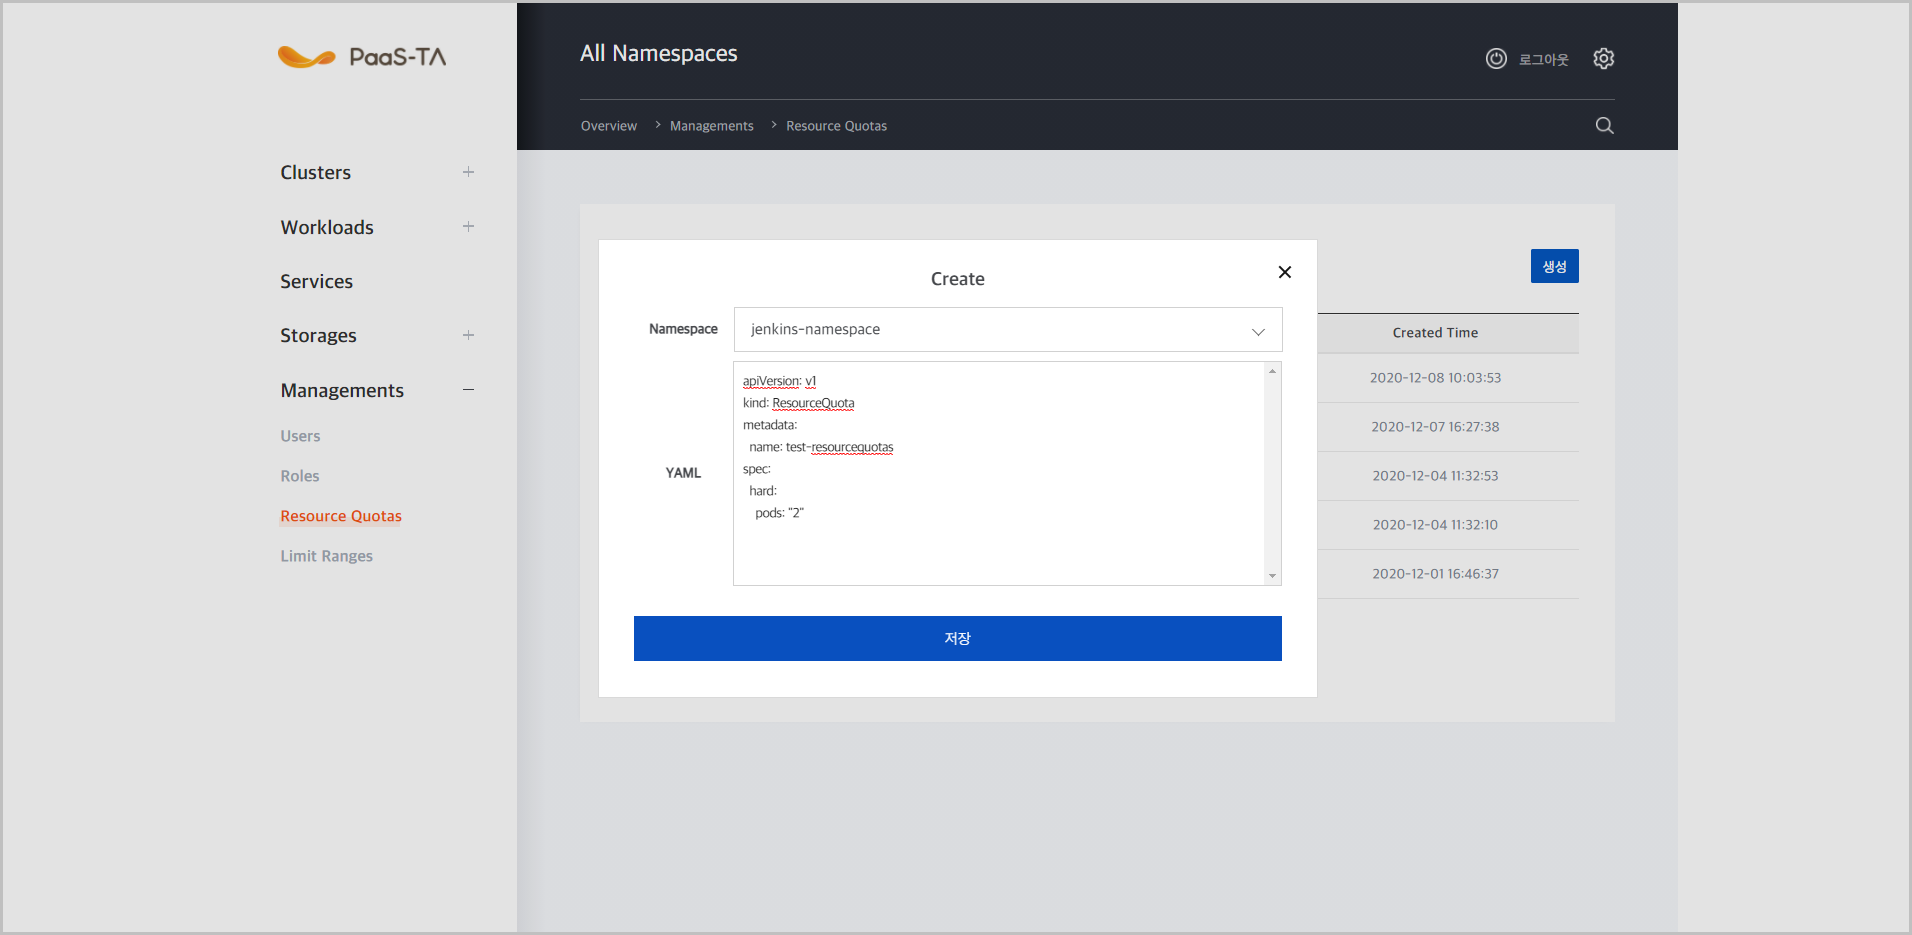 PaaS-TA
All Namespaces
로그아웃
Overview > Managements > Resource Quotas
Clusters
Workloads
Services
Storages
Managements
Users
Roles
Resource Quotas
Limit Ranges
생성
Created Time
2020-12-08 10:03:53
2020-12-07 16:27:38
2020-12-04 11:32:53
2020-12-04 11:32:10
2020-12-01 16:46:37
Create
Namespace
jenkins-namespace
YAML
apiVersion: v1
kind: ResourceQuota
metadata:
  name: test-resourcequotas
spec:
  hard:
    pods: "2"
저장